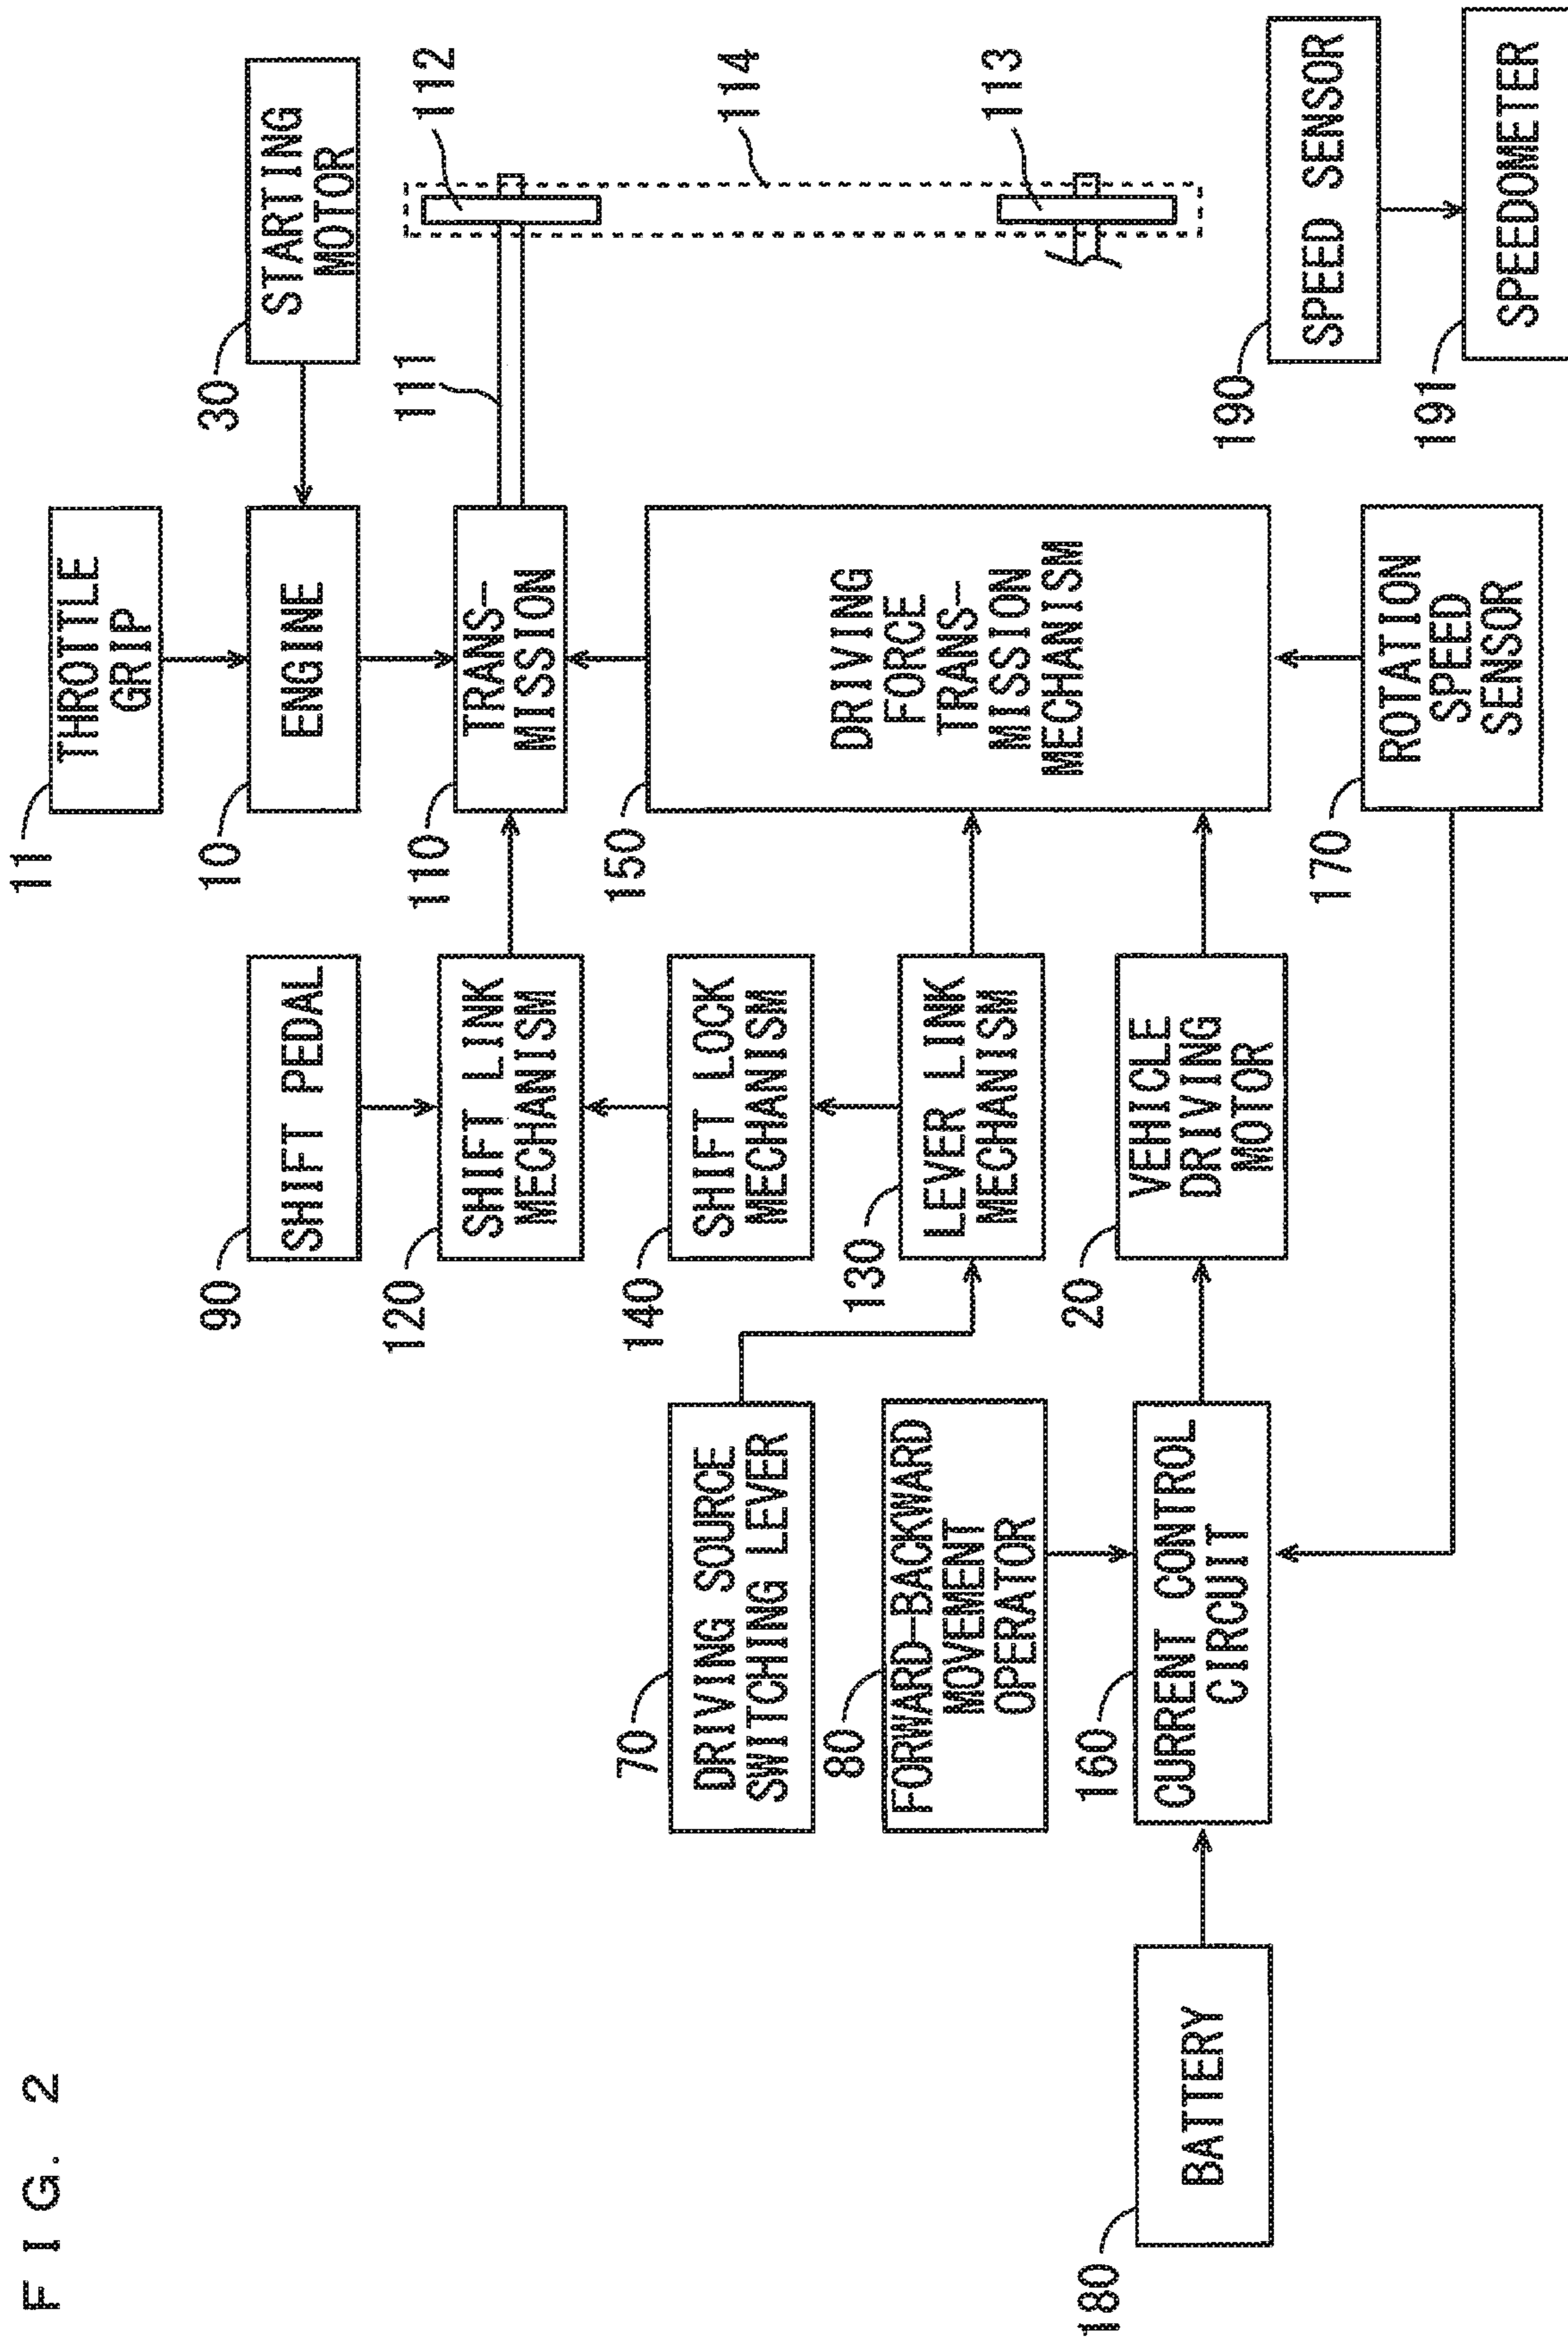 FIG. 2
11
THROTTLE
GRIP
30
STARTING
MOTOR
10
ENGINE
90
SHIFT PEDAL
112
111
110
TRANS-
MISSION
120
SHIFT LINK
MECHANISM
114
150
DRIVING
FORCE
TRANS-
MISSION
MECHANISM
140
SHIFT LOCK
MECHANISM
70
DRIVING SOURCE
SWITCHING LEVER
113
130
LEVER LINK
MECHANISM
80
FORWARD-BACKWARD
MOVEMENT
OPERATOR
20
VEHICLE
DRIVING
MOTOR
160
CURRENT CONTROL
CIRCUIT
180
BATTERY
190
SPEED SENSOR
170
ROTATION
SPEED
SENSOR
191
SPEEDOMETER